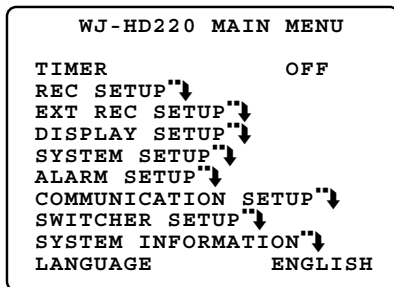 WJ-HD220 MAIN MENU
TIMER OFF
REC SETUP
EXT REC SETUP
DISPLAY SETUP
SYSTEM SETUP
ALARM SETUP
COMMUNICATION SETUP
SWITCHER SETUP
SYSTEM INFORMATION
LANGUAGE ENGLISH